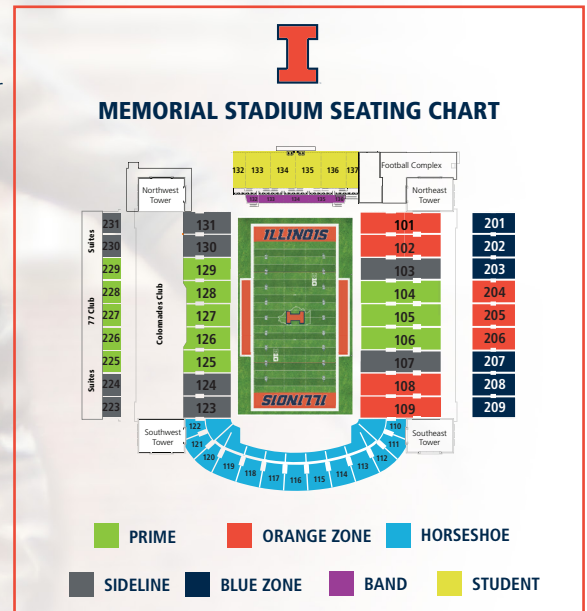 I
MEMORIAL STADIUM SEATING CHART
132 133 134 135 136 137
Football Complex
Northwest
Tower
Northeast
Tower
231 131 ILLINOIS 101 201
Suites
230 130 102 202
229 129 103 203
77 Club
228 128 104 204
Colonnades Club
227 127 I 105 205
226 126 106 206
225 125 107 207
Suites
224 124 108 208
223 123 ILLINOIS 109 209
Southwest
Tower
Southeast
Tower
122 110
121 111
120 112
119 118 117 116 115 114 113
PRIME ORANGE ZONE HORSESHOE
SIDELINE BLUE ZONE BAND STUDENT